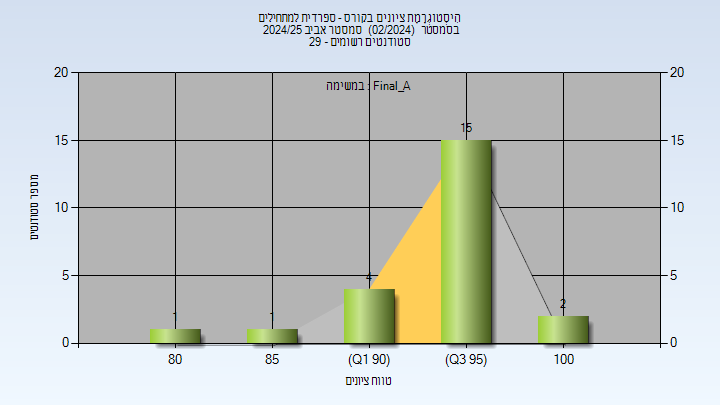 היסטוגרמת ציונים בקורס - ספרדית למתחילים
בסמסטר (02/2024) סמסטר אביב 2024/25
סטודנטים רשומים - 29
במשימה : Final_A
20 20
15 15
10 10
5 5
0 0
1 1 4 15 2
80 85 (Q1 90) (Q3 95) 100
מספר סטודנטים
טווח ציונים